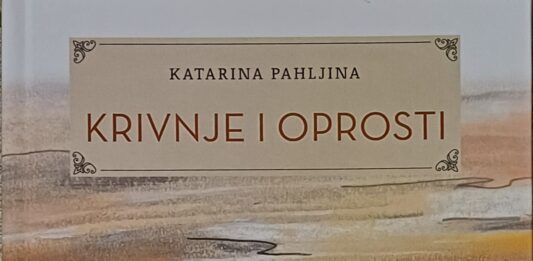 KATARINA PAHLJINA
KRIVNJE I OPROSTI